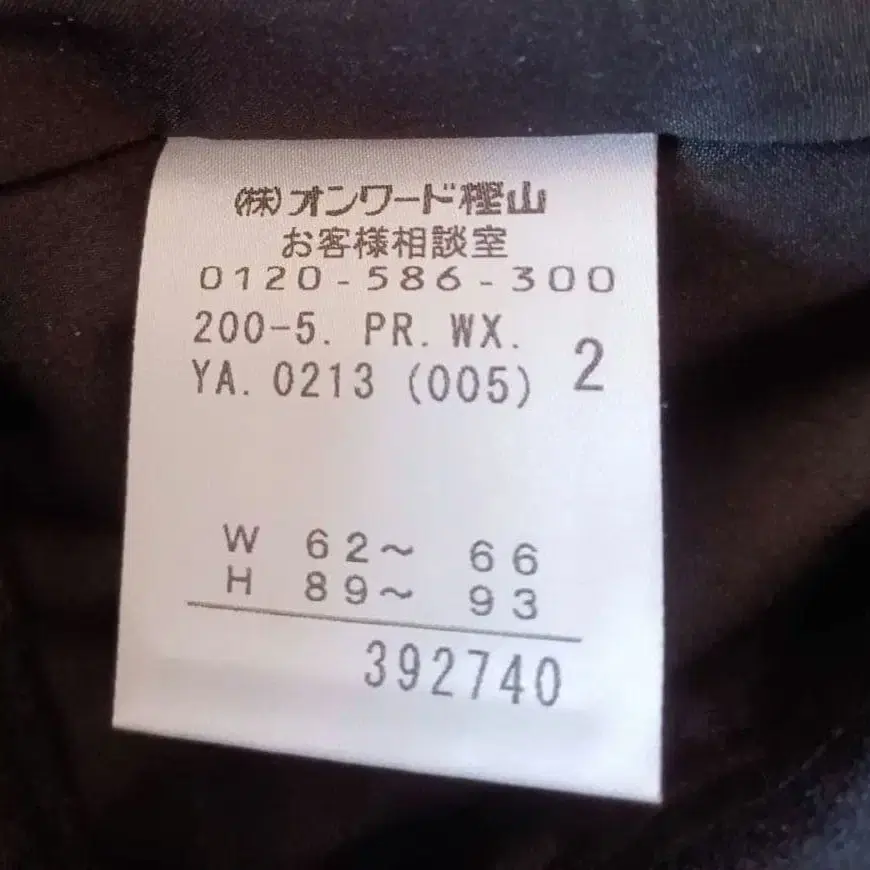 ㈱オンワード樫山
お客様相談室
0120-586-300
200-5. PR. WX.
YA. 0213 (005) 2
W 62～ 66
H 89～ 93
392740